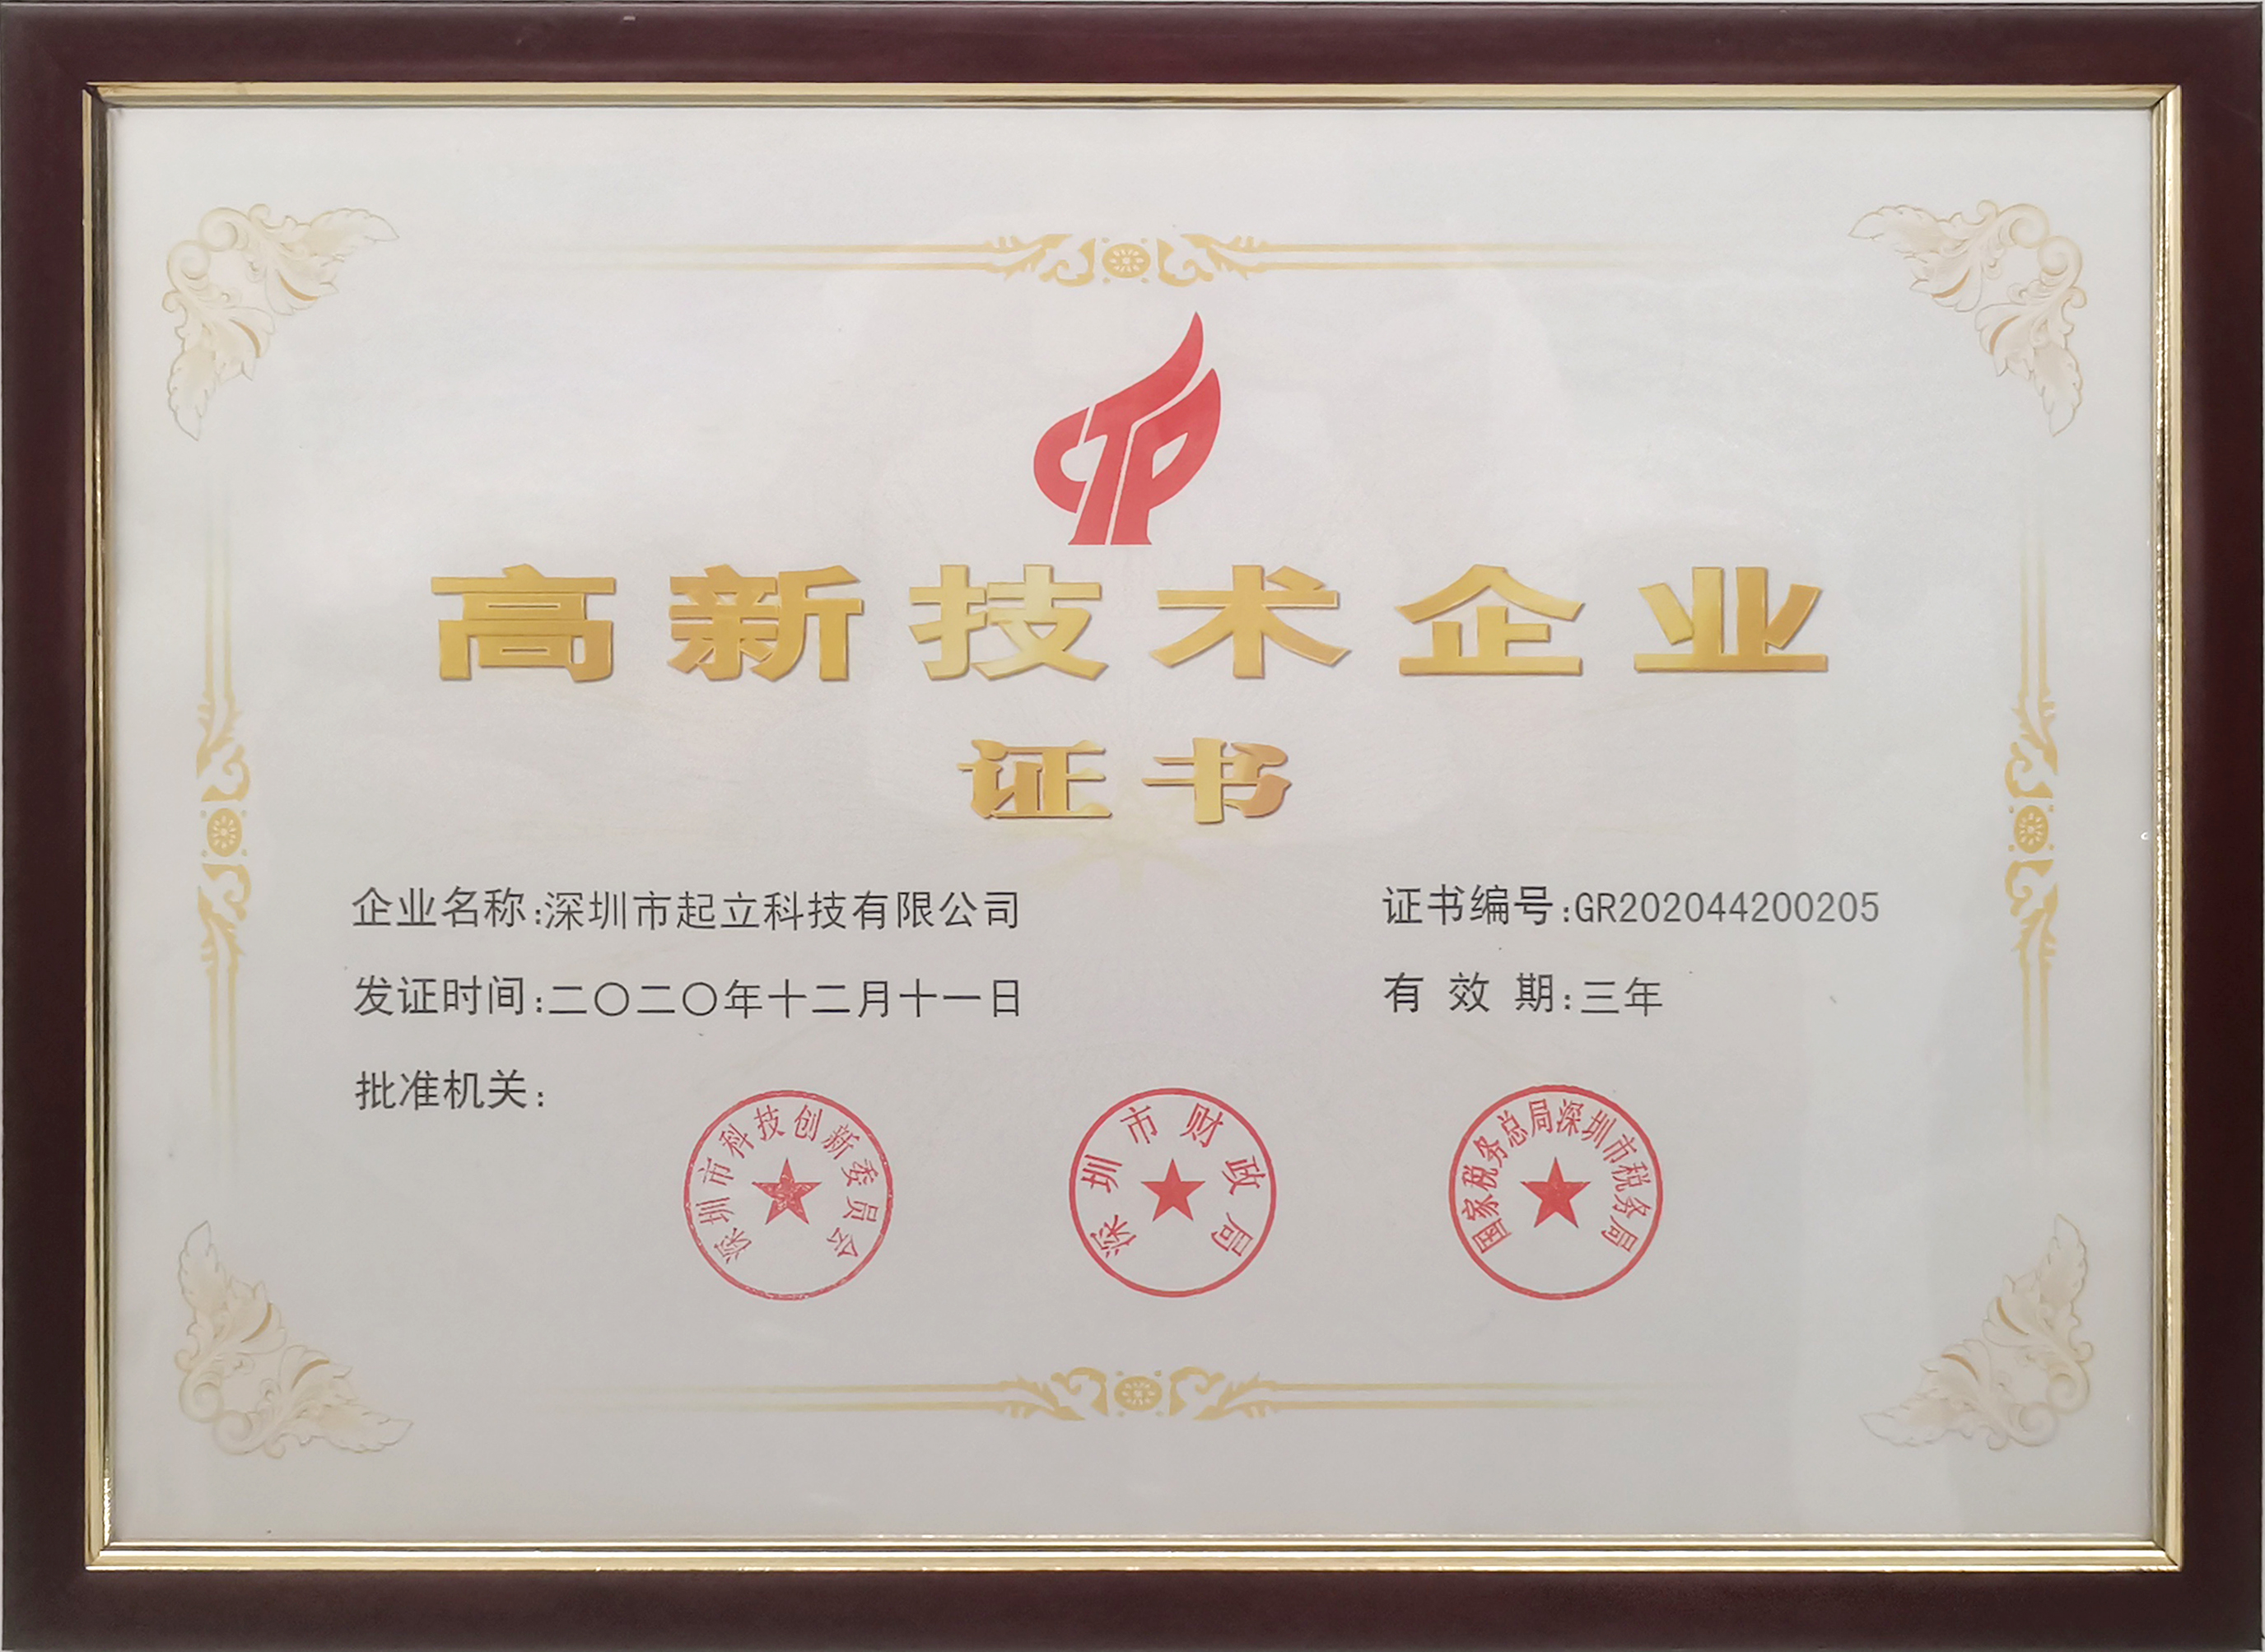 CTP
高新技术企业
证书
企业名称:深圳市起立科技有限公司
证书编号:GR202044200205
发证时间:二〇二〇年十二月十一日
有 效 期:三年
批准机关:
深圳市科技创新委员会
深圳市财政局
国家税务总局深圳市税务局